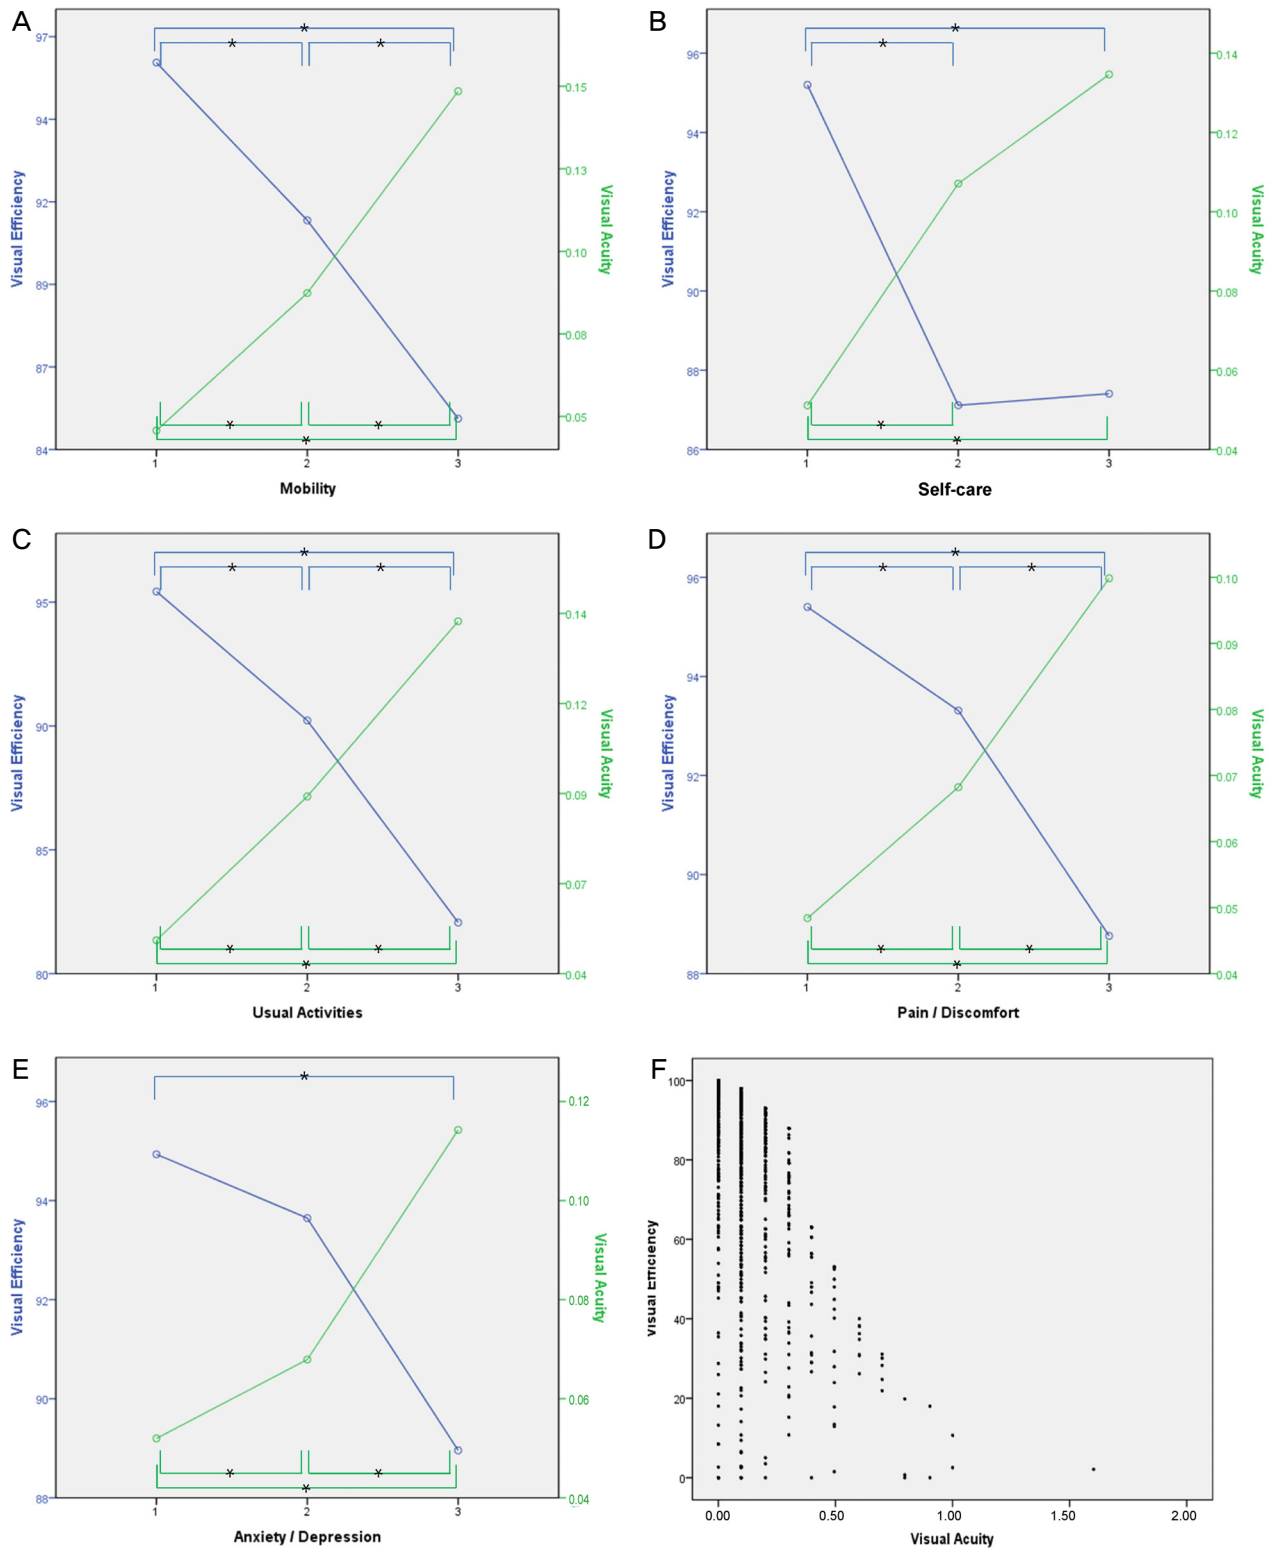 A
97
94
92
89
87
84
Visual Efficiency
* * *
0.15
0.13
0.10
0.08
0.05
Visual Acuity
* * *
1 2 3
Mobility
B
96
94
92
90
88
86
Visual Efficiency
* *
0.14
0.12
0.10
0.08
0.06
0.04
Visual Acuity
* *
1 2 3
Self-care
C
95
90
85
80
Visual Efficiency
* * *
0.14
0.12
0.09
0.07
0.04
Visual Acuity
* * *
1 2 3
Usual Activities
D
96
94
92
90
88
Visual Efficiency
* * *
0.10
0.09
0.08
0.07
0.06
0.05
0.04
Visual Acuity
* * *
1 2 3
Pain / Discomfort
E
96
94
92
90
88
Visual Efficiency
*
0.12
0.10
0.08
0.06
0.04
Visual Acuity
* * *
1 2 3
Anxiety / Depression
F
100
80
60
40
20
0
Visual Efficiency
0.00 0.50 1.00 1.50 2.00
Visual Acuity